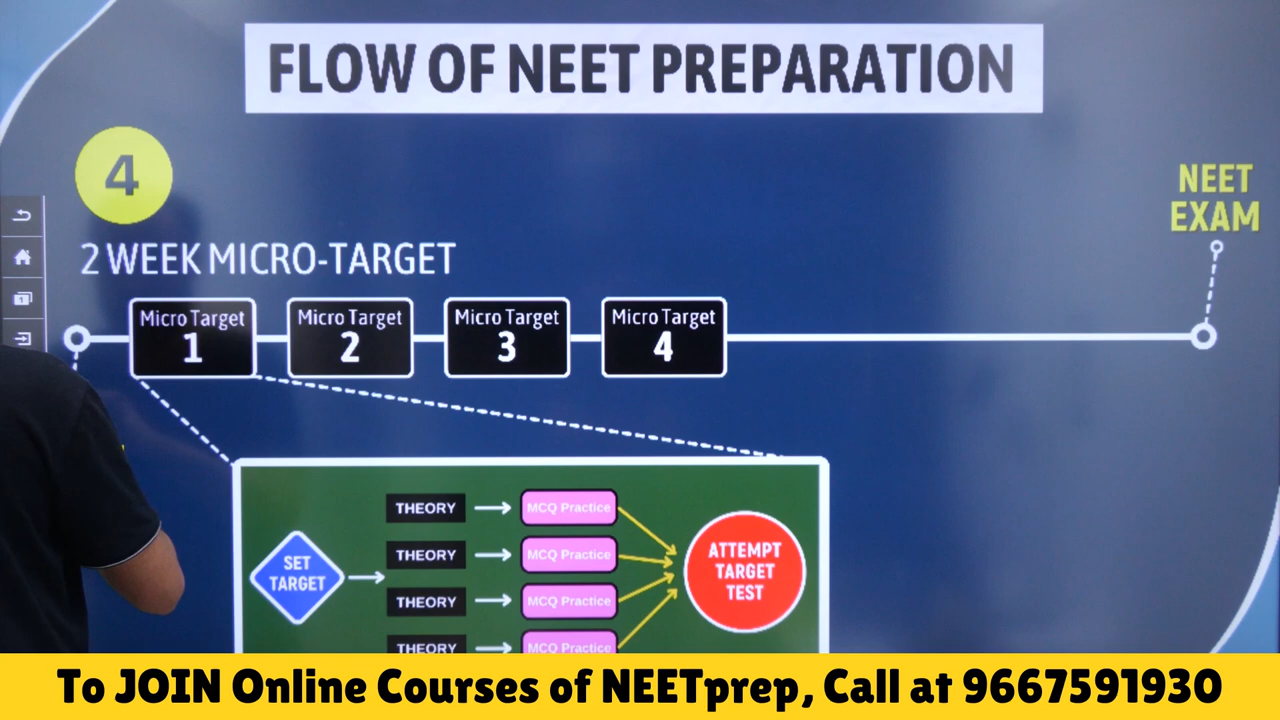 FLOW OF NEET PREPARATION
4
NEET
EXAM
2 WEEK MICRO-TARGET
Micro Target
1
Micro Target
2
Micro Target
3
Micro Target
4
1
THEORY
MCQ Practice
THEORY
MCQ Practice
THEORY
MCQ Practice
THEORY
MCQ Practice
SET
TARGET
ATTEMPT
TARGET
TEST
To JOIN Online Courses of NEETprep, Call at 9667591930